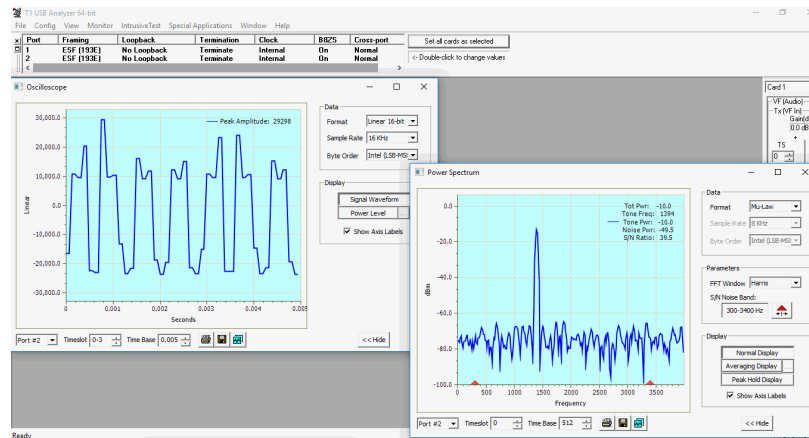 T1 USB Analyzer 64-bit
File Config View Monitor IntrusiveTest Special Applications Window Help
Port Framing Loopback Termination Clock B8ZS Cross-port
1 ESF (193E) No Loopback Terminate Internal On Normal
2 ESF (193E) No Loopback Terminate Internal On Normal
Set all cards as selected
<- Double-click to change values
Oscilloscope
Peak Amplitude: 29298
30,000.0
20,000.0
10,000.0
0.0
-10,000.0
-20,000.0
-30,000.0
Linear
0 0.001 0.002 0.003 0.004 0.005
Seconds
Data
Format Linear 16-bit
Sample Rate 16 KHz
Byte Order Intel (LSB-MS
Display
Signal Waveform
Power Level ...
Show Axis Labels
Port #2 Timeslot 0-3 Time Base 0.005
<< Hide
Card 1
VF (Audio)
Tx (VF In)
Gain(d
0.0 dB
+
TS
0
Power Spectrum
Tot Pwr: -10.0
Tone Freq: 1394
Tone Pwr: -10.0
Noise Pwr: -49.5
S/N Ratio: 39.5
0.0
-20.0
-40.0
-60.0
-80.0
-100.0
dBm
0 500 1000 1500 2000 2500 3000 3500
Frequency
Data
Format Mu-Law
Sample Rate 8 KHz
Byte Order Intel (LSB-MS
Parameters
FFT Window Harris
S/N Noise Band:
300-3400 Hz
Display
Normal Display
Averaging Display ...
Peak Hold Display
Show Axis Labels
Port #2 Timeslot 0 Time Base 512
<< Hide
Ready